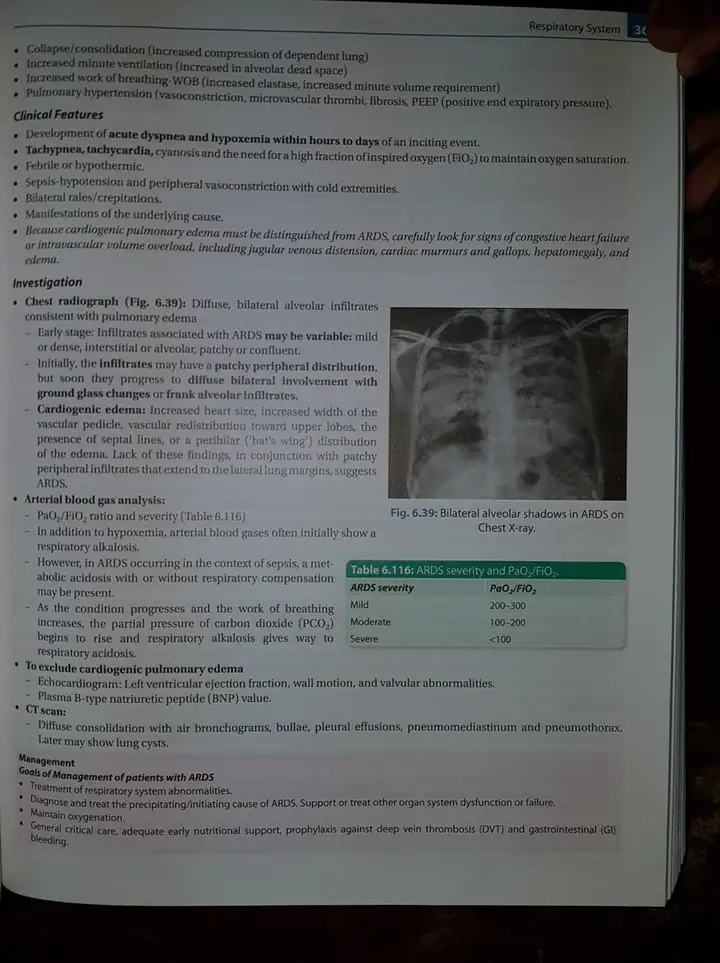 Respiratory System
• Collapse/consolidation (increased compression of dependent lung)
• Increased minute ventilation (increased in alveolar dead space)
• Increased work of breathing-WOB (increased elastase, increased minute volume requirement)
• Pulmonary hypertension (vasoconstriction, microvascular thrombi, fibrosis, PEEP (positive end expiratory pressure).
Clinical Features
• Development of acute dyspnea and hypoxemia within hours to days of an inciting event.
• Tachypnea, tachycardia, cyanosis and the need for a high fraction of inspired oxygen (FiO₂) to maintain oxygen saturation.
• Febrile or hypothermic.
• Sepsis-hypotension and peripheral vasoconstriction with cold extremities.
• Bilateral rales/crepitations.
• Manifestations of the underlying cause.
• Because cardiogenic pulmonary edema must be distinguished from ARDS, carefully look for signs of congestive heart failure
or intravascular volume overload, including jugular venous distension, cardiac murmurs and gallops, hepatomegaly, and
edema.
Investigation
• Chest radiograph (Fig. 6.39): Diffuse, bilateral alveolar infiltrates
consistent with pulmonary edema
– Early stage: Infiltrates associated with ARDS may be variable: mild
or dense, interstitial or alveolar, patchy or confluent.
– Initially, the infiltrates may have a patchy peripheral distribution,
but soon they progress to diffuse bilateral involvement with
ground glass changes or frank alveolar infiltrates.
– Cardiogenic edema: Increased heart size, increased width of the
vascular pedicle, vascular redistribution toward upper lobes, the
presence of septal lines, or a perihilar ('bat's wing') distribution
of the edema. Lack of these findings, in conjunction with patchy
peripheral infiltrates that extend to the lateral lung margins, suggests
ARDS.
• Arterial blood gas analysis:
– PaO₂/FiO₂ ratio and severity (Table 6.116)
– In addition to hypoxemia, arterial blood gases often initially show a
respiratory alkalosis.
– However, in ARDS occurring in the context of sepsis, a met-
abolic acidosis with or without respiratory compensation
may be present.
– As the condition progresses and the work of breathing
increases, the partial pressure of carbon dioxide (PCO₂)
begins to rise and respiratory alkalosis gives way to
respiratory acidosis.
Fig. 6.39: Bilateral alveolar shadows in ARDS on
Chest X-ray.
Table 6.116: ARDS severity and PaO₂/FiO₂.
ARDS severity PaO₂/FiO₂
Mild 200–300
Moderate 100–200
Severe <100
• To exclude cardiogenic pulmonary edema
– Echocardiogram: Left ventricular ejection fraction, wall motion, and valvular abnormalities.
– Plasma B-type natriuretic peptide (BNP) value.
• CT scan:
– Diffuse consolidation with air bronchograms, bullae, pleural effusions, pneumomediastinum and pneumothorax.
Later may show lung cysts.
Management
Goals of Management of patients with ARDS
• Treatment of respiratory system abnormalities.
• Diagnose and treat the precipitating/initiating cause of ARDS. Support or treat other organ system dysfunction or failure.
• Maintain oxygenation.
• General critical care, adequate early nutritional support, prophylaxis against deep vein thrombosis (DVT) and gastrointestinal (GI)
bleeding.